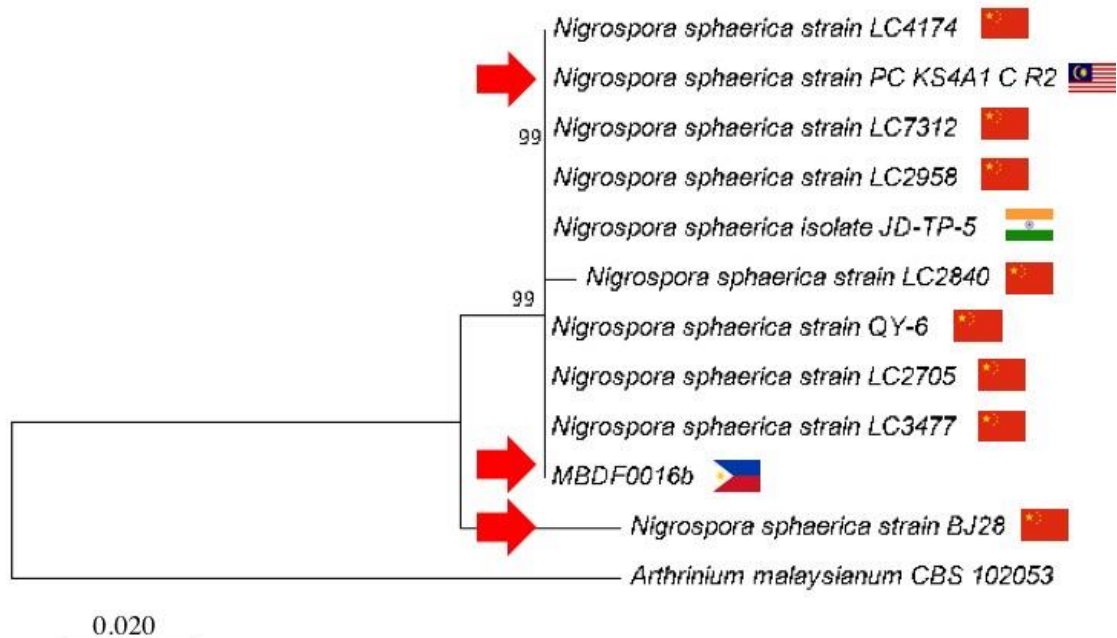 Nigrospora sphaerica strain LC4174
Nigrospora sphaerica strain PC KS4A1 C R2
99
Nigrospora sphaerica strain LC7312
Nigrospora sphaerica strain LC2958
Nigrospora sphaerica isolate JD-TP-5
Nigrospora sphaerica strain LC2840
99
Nigrospora sphaerica strain QY-6
Nigrospora sphaerica strain LC2705
Nigrospora sphaerica strain LC3477
MBDF0016b
Nigrospora sphaerica strain BJ28
Arthrinium malaysianum CBS 102053
0.020